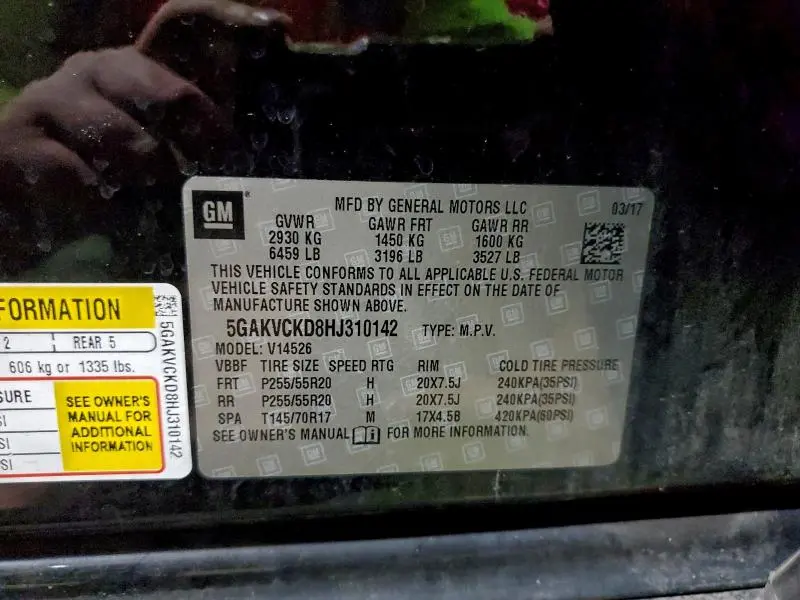 GM
MFD BY GENERAL MOTORS LLC 03/17
GVWR GAWR FRT GAWR RR
2930 KG 1450 KG 1600 KG
6459 LB 3196 LB 3527 LB
THIS VEHICLE CONFORMS TO ALL APPLICABLE U.S. FEDERAL MOTOR
VEHICLE SAFETY STANDARDS IN EFFECT ON THE DATE OF
MANUFACTURE SHOWN ABOVE.
5GAKVCKD8HJ310142 TYPE: M.P.V.
MODEL: V14526
VBBF TIRE SIZE SPEED RTG RIM COLD TIRE PRESSURE
FRT P255/55R20 H 20X7.5J 240KPA(35PSI)
RR P255/55R20 H 20X7.5J 240KPA(35PSI)
SPA T145/70R17 M 17X4.5B 420KPA(60PSI)
SEE OWNER'S MANUAL FOR MORE INFORMATION.
FORMATION
2 REAR 5
606 kg or 1335 lbs.
SURE
SI
SI
SI
SEE OWNER'S
MANUAL FOR
ADDITIONAL
INFORMATION
5GAKVCKD8HJ310142